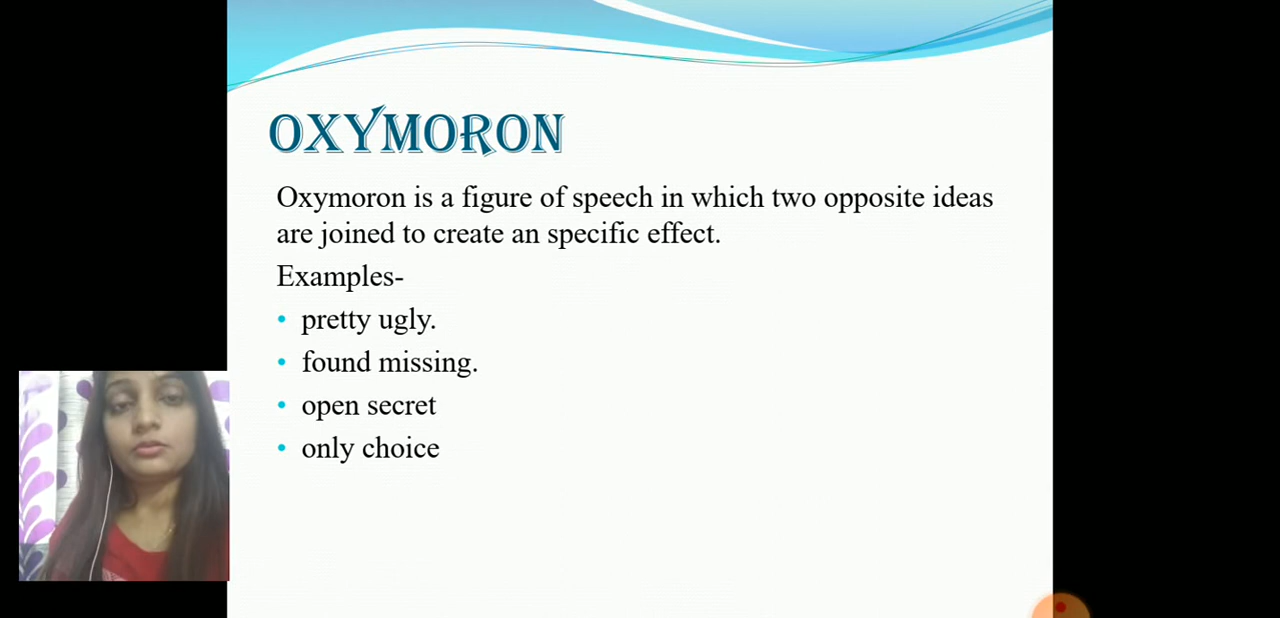 OXYMORON
Oxymoron is a figure of speech in which two opposite ideas
are joined to create an specific effect.
Examples-
• pretty ugly.
• found missing.
• open secret
• only choice